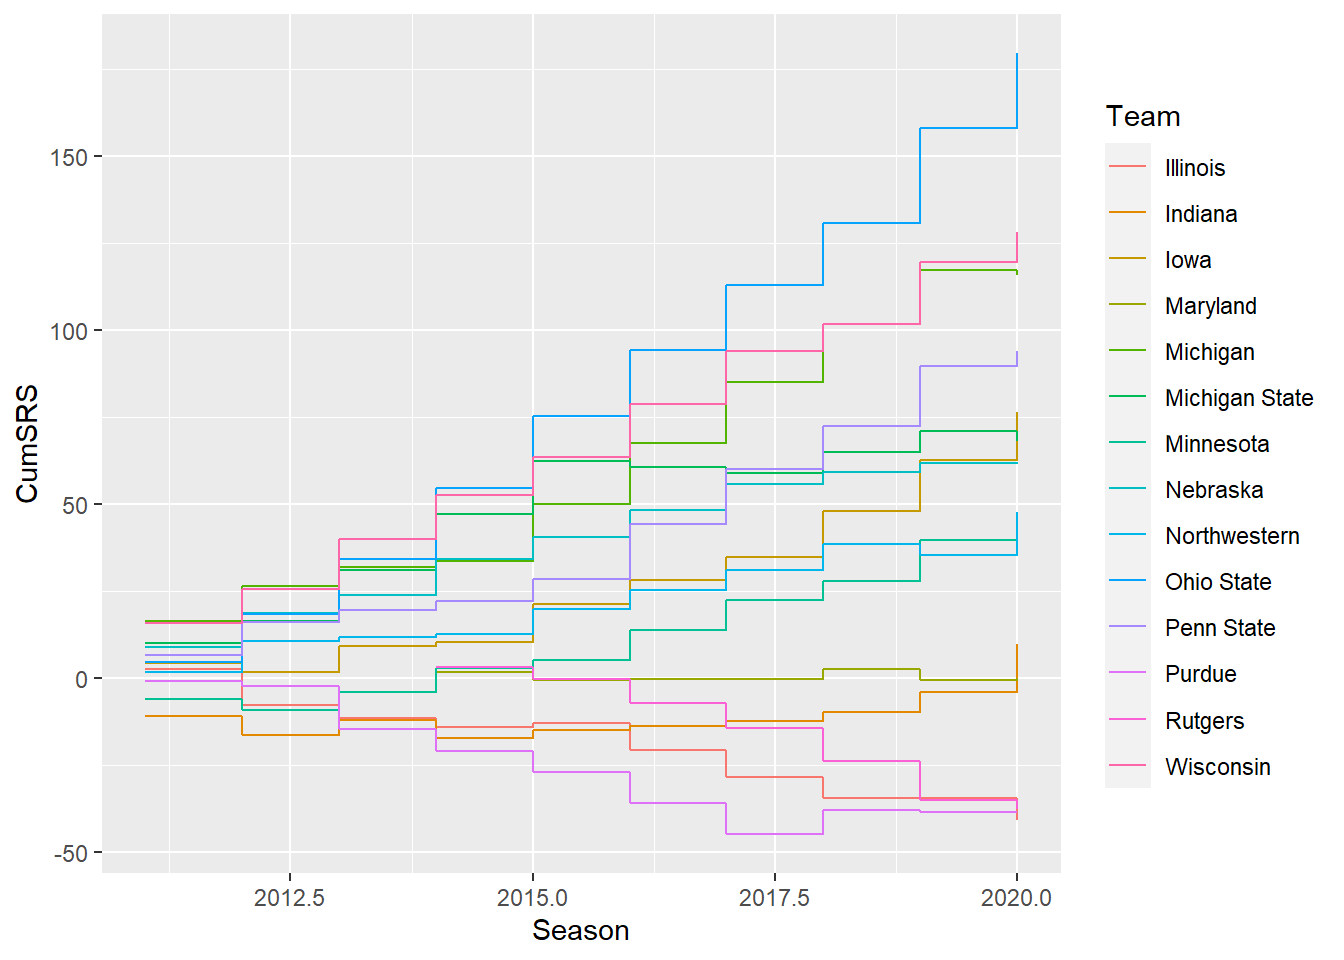 150
100
50
0
-50
CumSRS
2012.5
2015.0
2017.5
2020.0
Season
Team
Illinois
Indiana
Iowa
Maryland
Michigan
Michigan State
Minnesota
Nebraska
Northwestern
Ohio State
Penn State
Purdue
Rutgers
Wisconsin